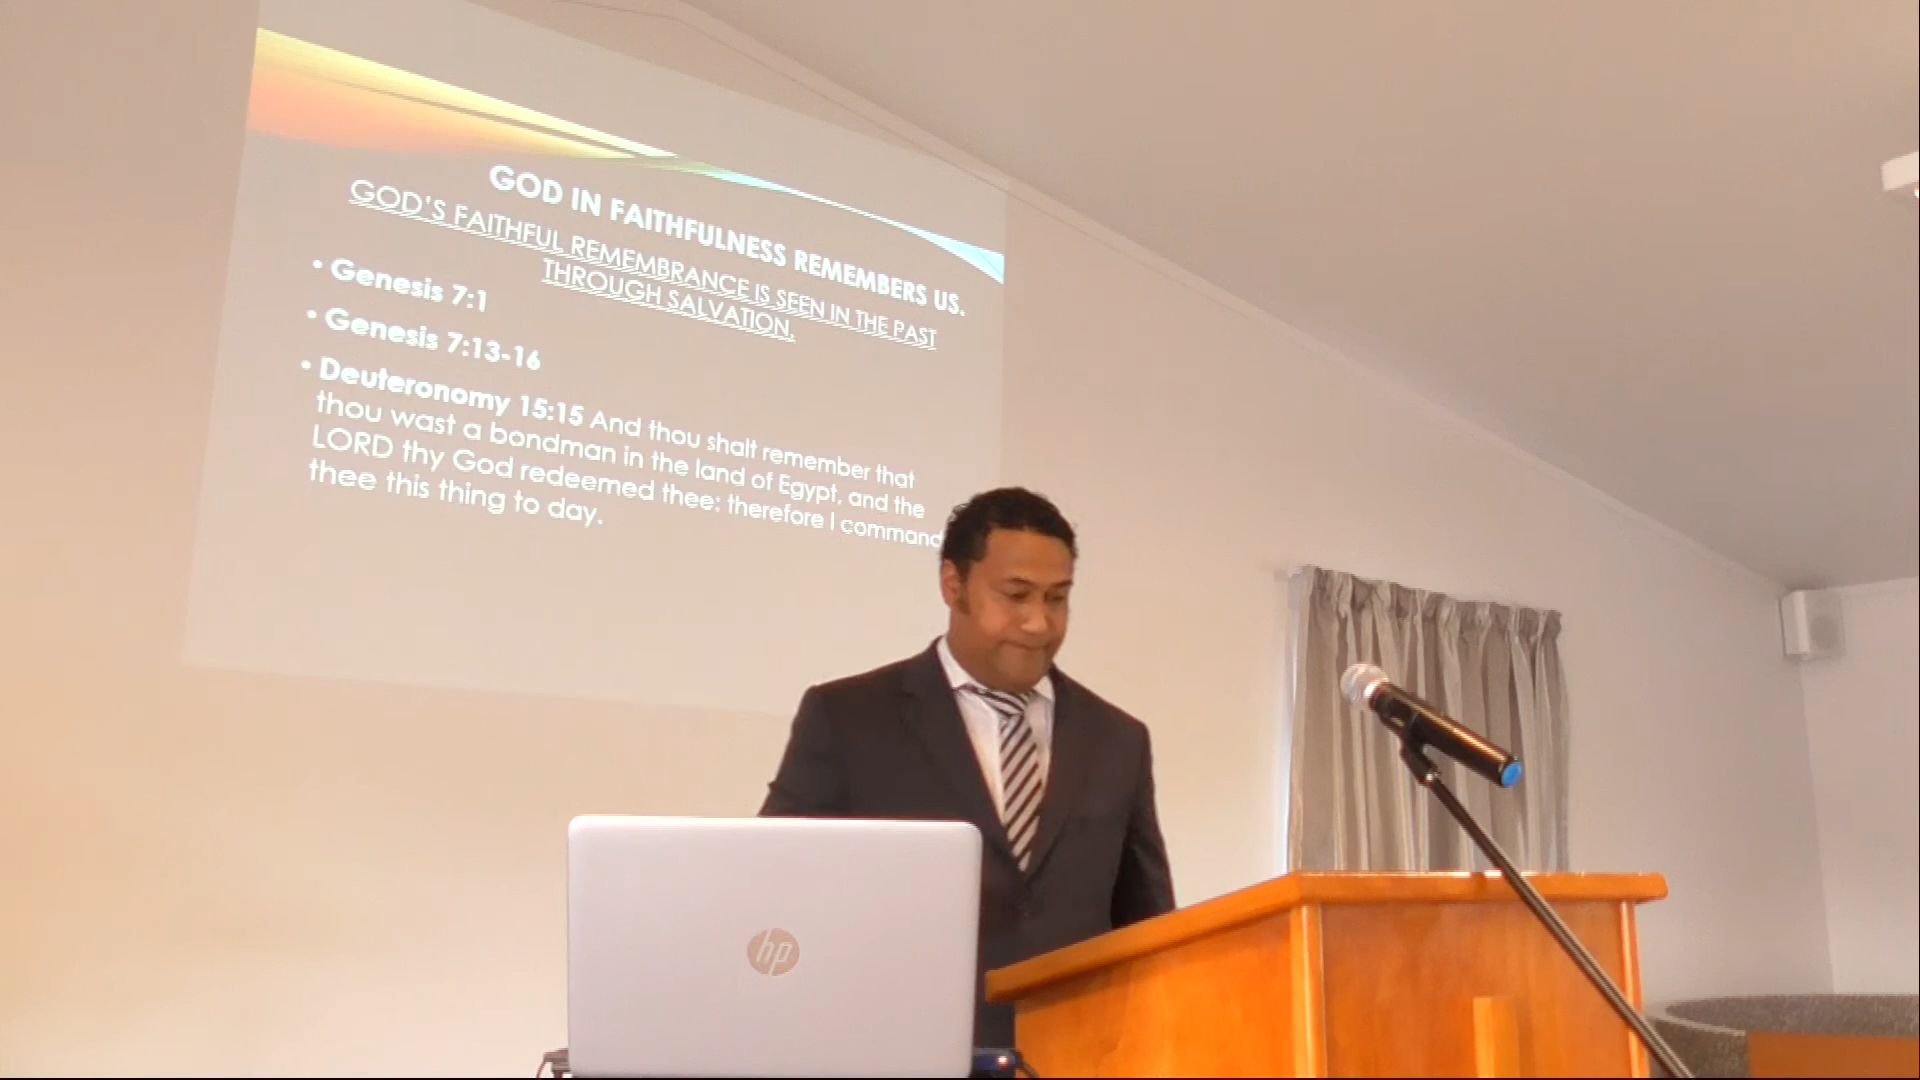 GOD IN FAITHFULNESS REMEMBERS US.
GOD'S FAITHFUL REMEMBRANCE IS SEEN IN THE PAST
THROUGH SALVATION.
• Genesis 7:1
• Genesis 7:13-16
• Deuteronomy 15:15 And thou shalt remember that
thou wast a bondman in the land of Egypt, and the
LORD thy God redeemed thee: therefore I command
thee this thing to day.
hp